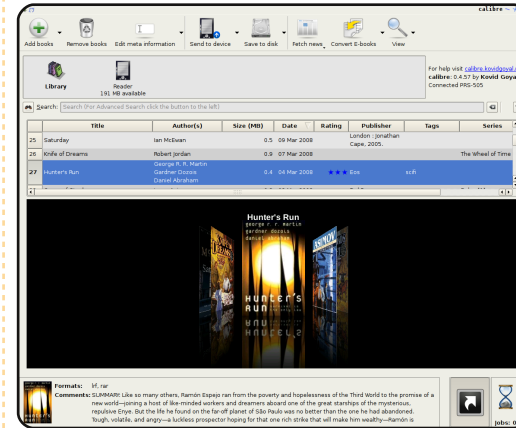 calibre
Add books
Remove books
Edit meta information
Send to device
Save to disk
Fetch news
Convert E-books
View
Library
Reader
191 MB available
For help visit calibre.kovidgoyal
calibre: 0.4.57 by Kovid Goya
Connected PRS-505
Search: Search (For Advanced Search click the button to the left)
Title Author(s) Size (MB) Date Rating Publisher Tags Series
25 Saturday Ian McEwan 0.5 09 Mar 2008 London : Jonathan
Cape, 2005.
26 Knife of Dreams Robert Jordan 0.9 07 Mar 2008 The Wheel of Time
George R. R. Martin
27 Hunter's Run Gardner Dozois 0.4 04 Mar 2008 ★★★ Eos scifi
Daniel Abraham
Hunter's Run
george r. r. martin
gardner dozois
daniel abraham
HUNTER'S
RUN
Formats: lrf, rar
Comments: SUMMARY: Like so many others, Ramón Espejo ran from the poverty and hopelessness of the Third World to the promise of a
new world—joining a host of like-minded workers and dreamers aboard one of the great starships of the mysterious,
repulsive Enye. But the life he found on the far-off planet of São Paulo was no better than the one he had abandoned.
Tough, volatile, and angry—a luckless prospector hoping for that one rich strike that will make him wealthy—Ramón is
Jobs: 0